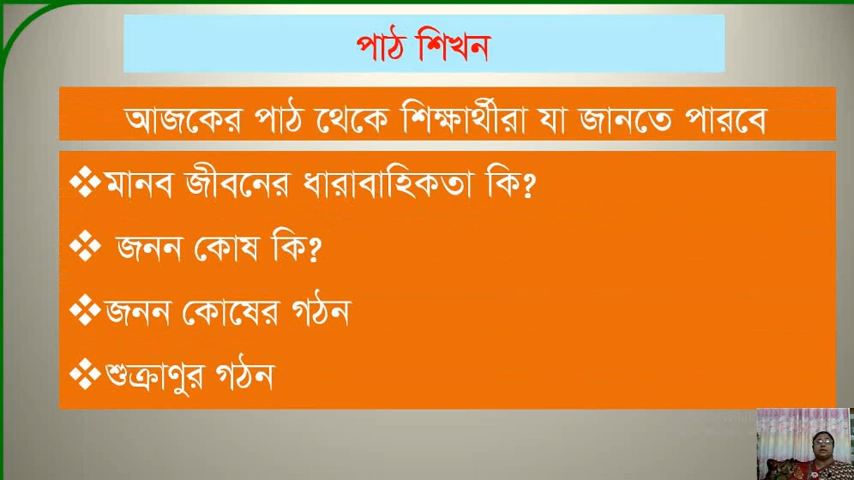 পাঠ শিখন
আজকের পাঠ থেকে শিক্ষার্থীরা যা জানতে পারবে
❖মানব জীবনের ধারাবাহিকতা কি?
❖ জনন কোষ কি?
❖জনন কোষের গঠন
❖শুক্রাণুর গঠন